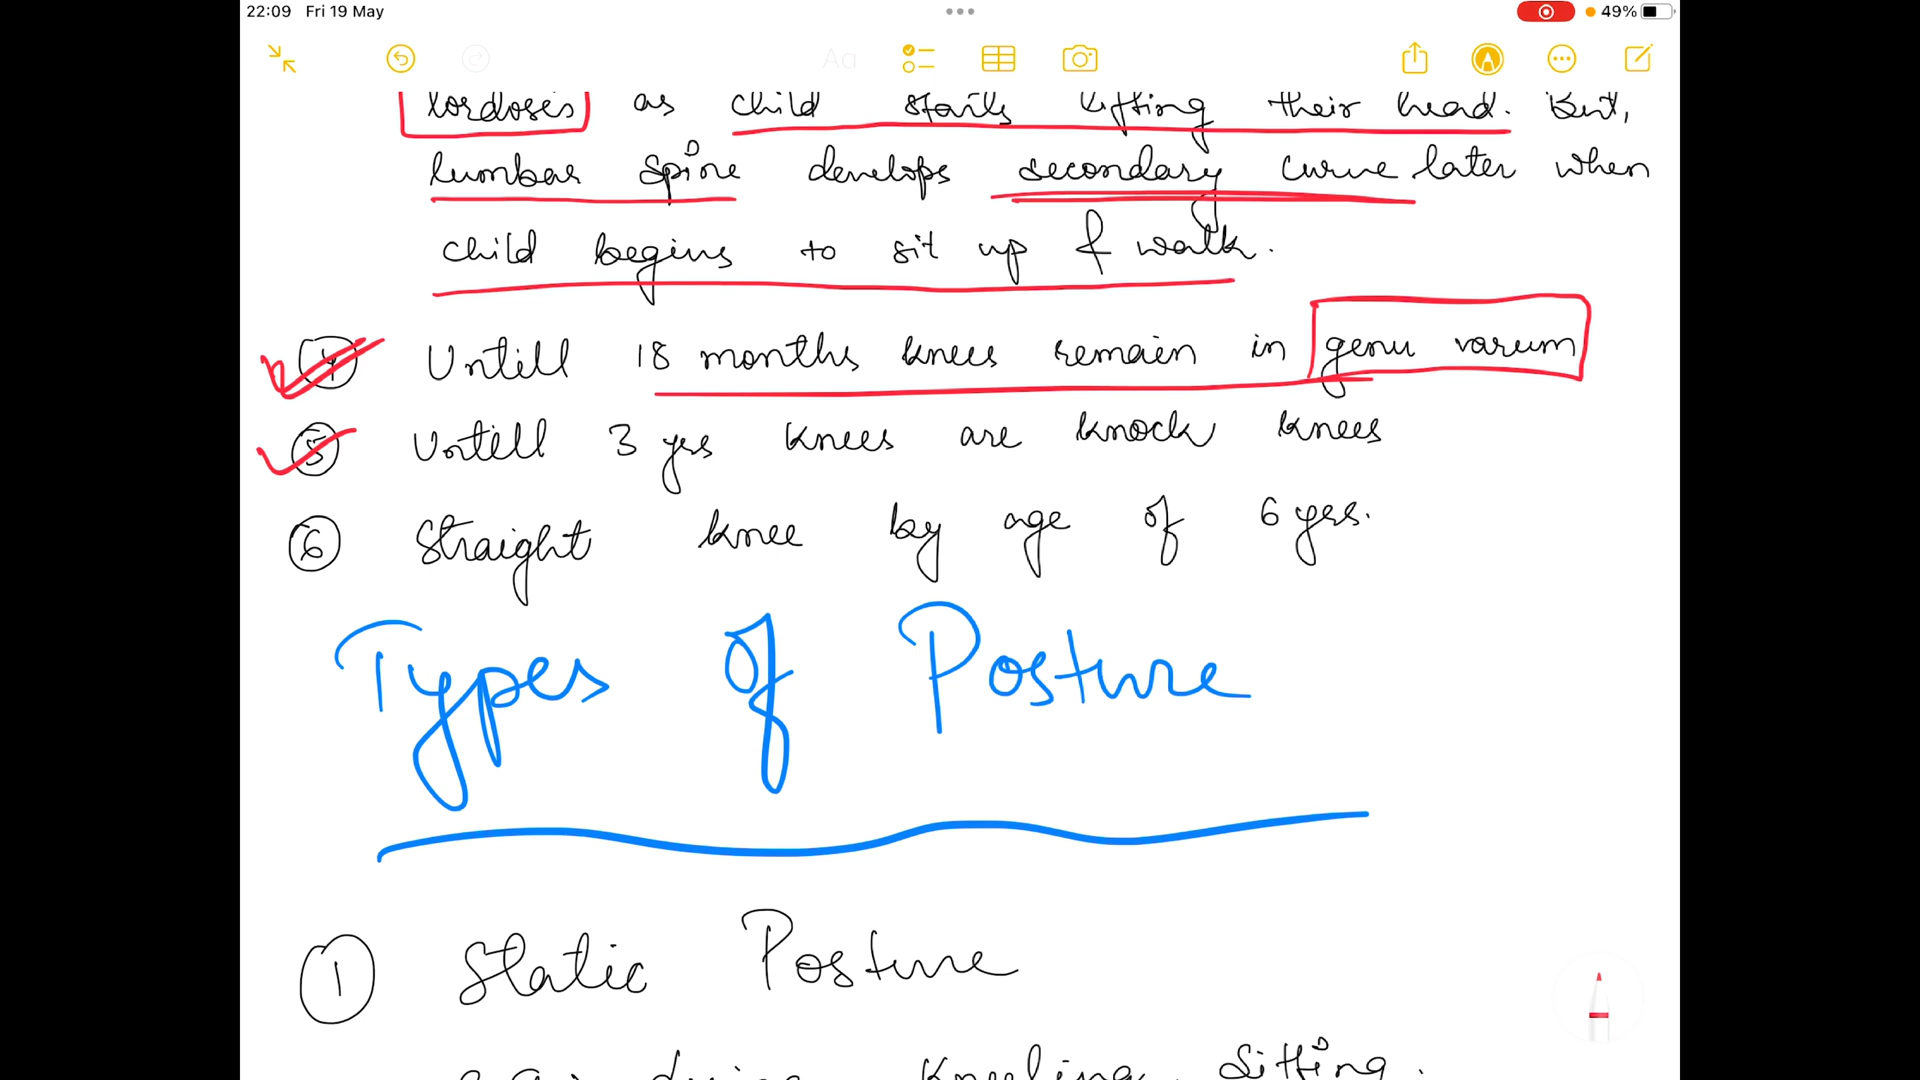 22:09 Fri 19 May
49%
Aa
lordosis as child starts lifting their head. But,
lumbar spine develops secondary curve later when
child begins to sit up & walk.
④ Untill 18 months knees remain in genu varum
⑤ Untill 3 yrs knees are knock knees
⑥ Straight knee by age of 6 yrs.
Types of Posture
① Static Posture
e.g. during kneeling, sitting.